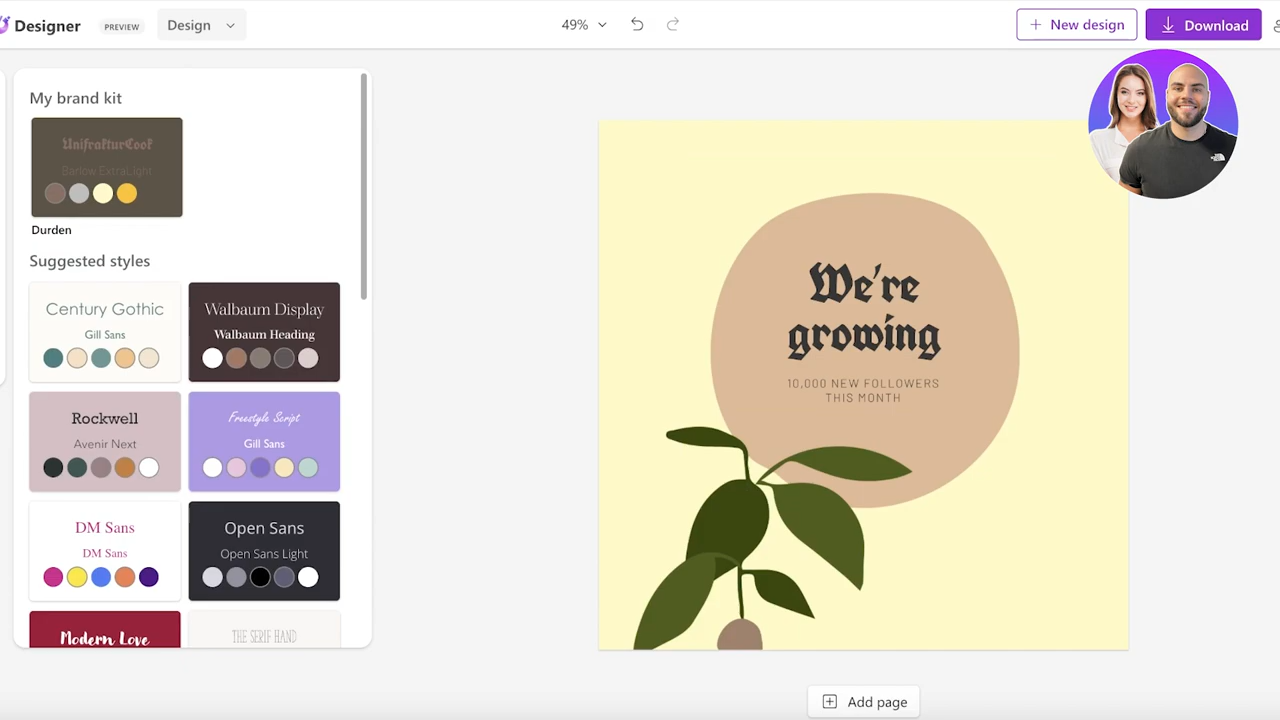 Designer
PREVIEW
Design
49%
New design
Download
My brand kit
UnifrakturCook
Barlow ExtraLight
Durden
Suggested styles
Century Gothic
Gill Sans
Walbaum Display
Walbaum Heading
Rockwell
Avenir Next
Freestyle Script
Gill Sans
DM Sans
DM Sans
Open Sans
Open Sans Light
Modern Love
THE SERIF HAND
We're
growing
10,000 NEW FOLLOWERS
THIS MONTH
Add page